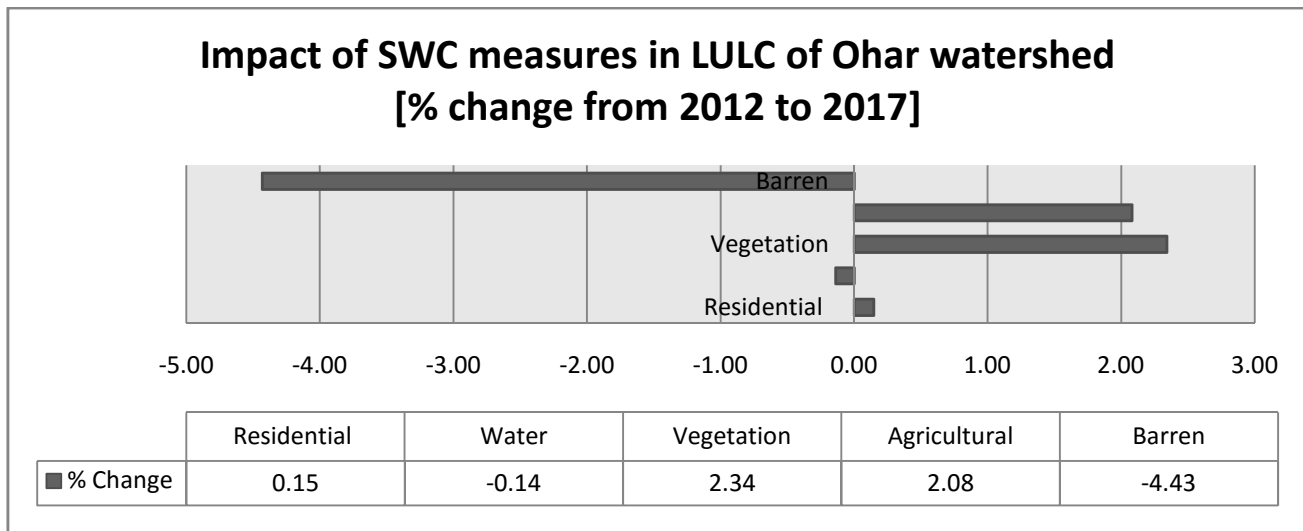 Impact of SWC measures in LULC of Ohar watershed
[% change from 2012 to 2017]
Barren
Vegetation
Residential
-5.00 -4.00 -3.00 -2.00 -1.00 0.00 1.00 2.00 3.00
Residential Water Vegetation Agricultural Barren
% Change 0.15 -0.14 2.34 2.08 -4.43